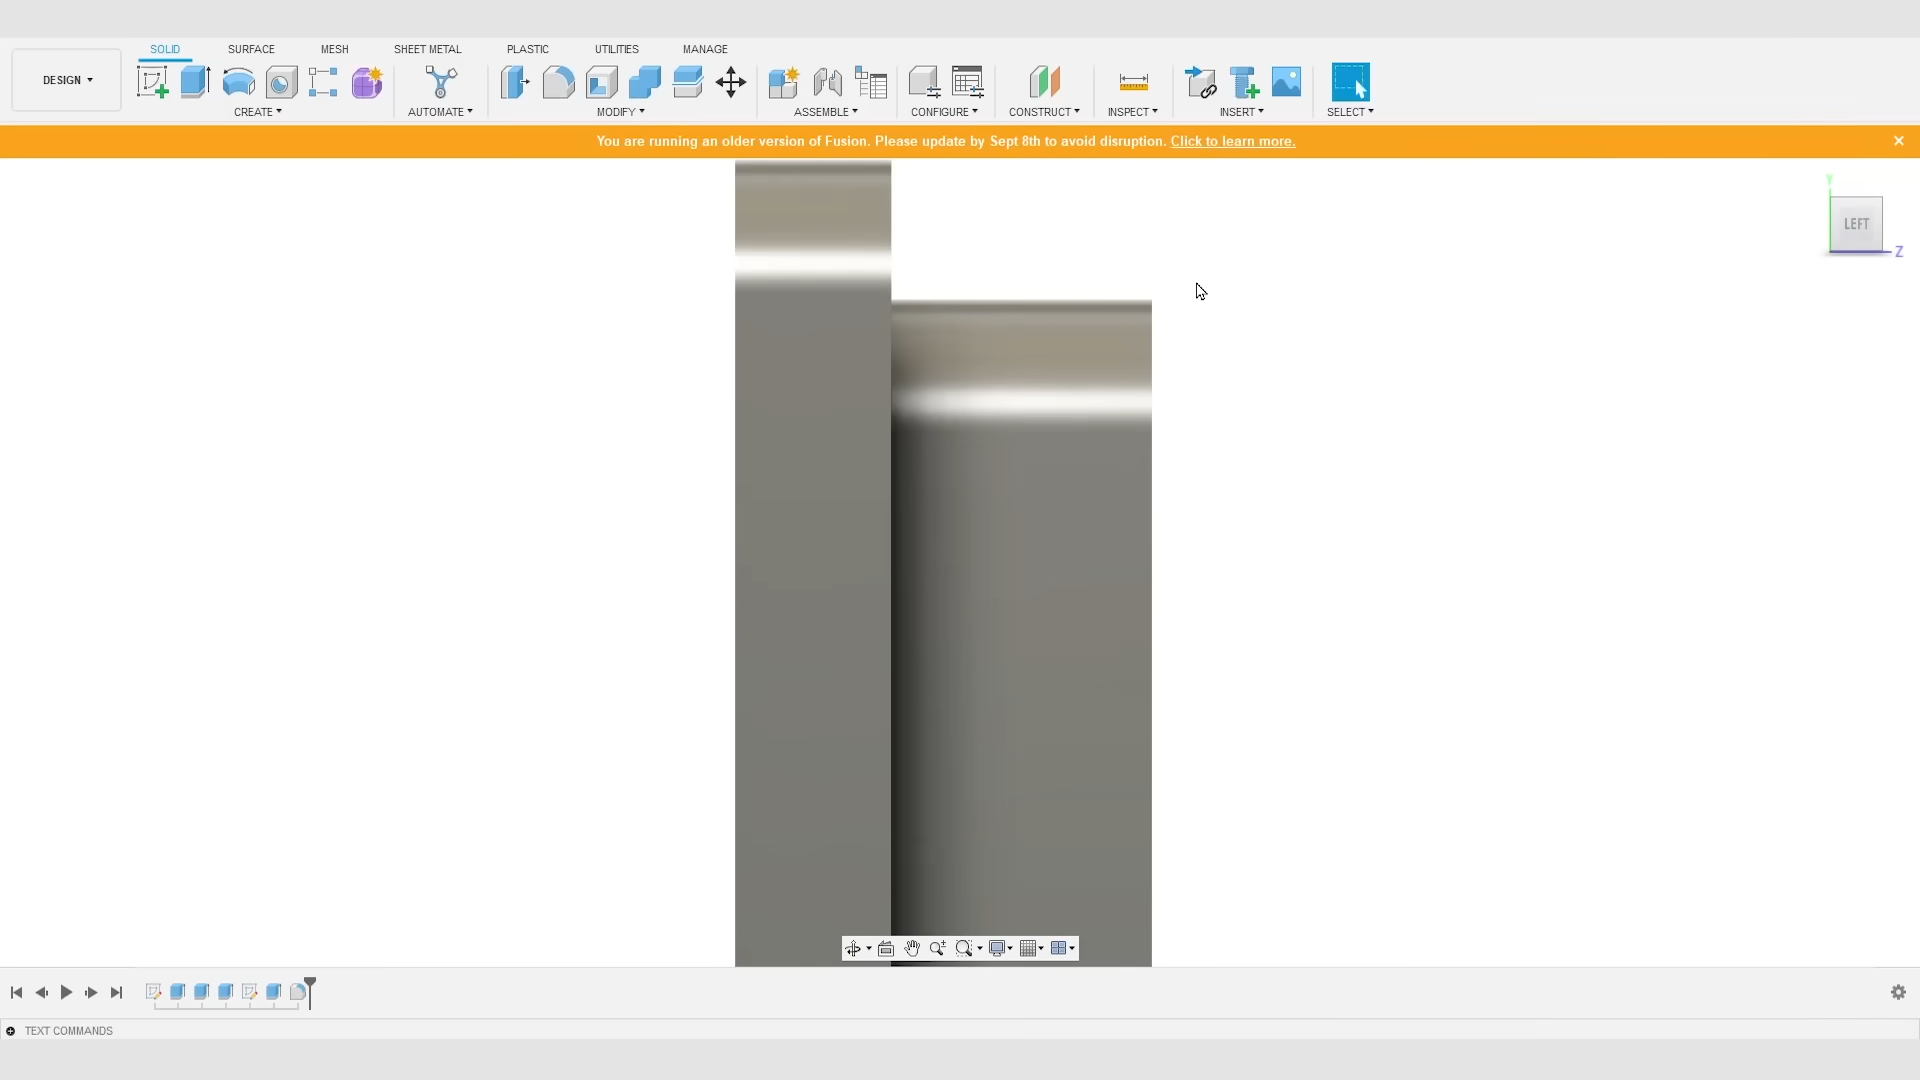 SOLID SURFACE MESH SHEET METAL PLASTIC UTILITIES MANAGE
DESIGN
CREATE AUTOMATE MODIFY ASSEMBLE CONFIGURE CONSTRUCT INSPECT INSERT SELECT
You are running an older version of Fusion. Please update by Sept 8th to avoid disruption. Click to learn more.
Y
LEFT
Z
TEXT COMMANDS